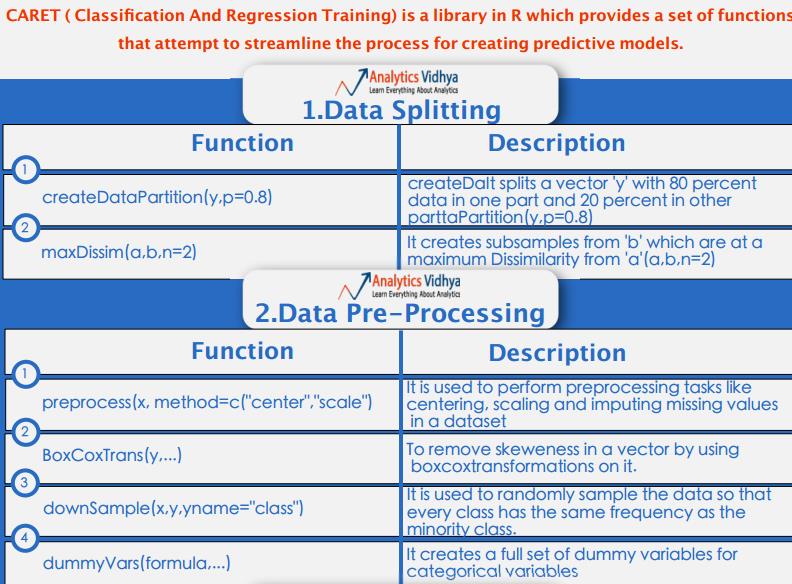 CARET ( Classification And Regression Training) is a library in R which provides a set of functions
that attempt to streamline the process for creating predictive models.
Analytics Vidhya
Learn Everything About Analytics
1.Data Splitting
Function
Description
1
createDataPartition(y,p=0.8)
createDalt splits a vector 'y' with 80 percent
data in one part and 20 percent in other
parttaPartition(y,p=0.8)
2
maxDissim(a,b,n=2)
It creates subsamples from 'b' which are at a
maximum Dissimilarity from 'a'(a,b,n=2)
Analytics Vidhya
Learn Everything About Analytics
2.Data Pre-Processing
Function
Description
1
preprocess(x, method=c("center","scale")
It is used to perform preprocessing tasks like
centering, scaling and imputing missing values
in a dataset
2
BoxCoxTrans(y,...)
To remove skeweness in a vector by using
boxcoxtransformations on it.
3
downSample(x,y,yname="class")
It is used to randomly sample the data so that
every class has the same frequency as the
minority class.
4
dummyVars(formula,...)
It creates a full set of dummy variables for
categorical variables